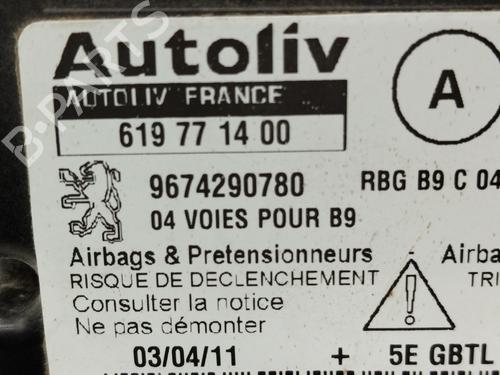 Autoliv
A
AUTOLIV FRANCE
619 77 14 00
9674290780
RBG B9 C 04
04 VOIES POUR B9
Airbags & Pretensionneurs
Airba
RISQUE DE DECLENCHEMENT
TRI
Consulter la notice
Ne pas démonter
03/04/11 + 5E GBTL
B-PARTS